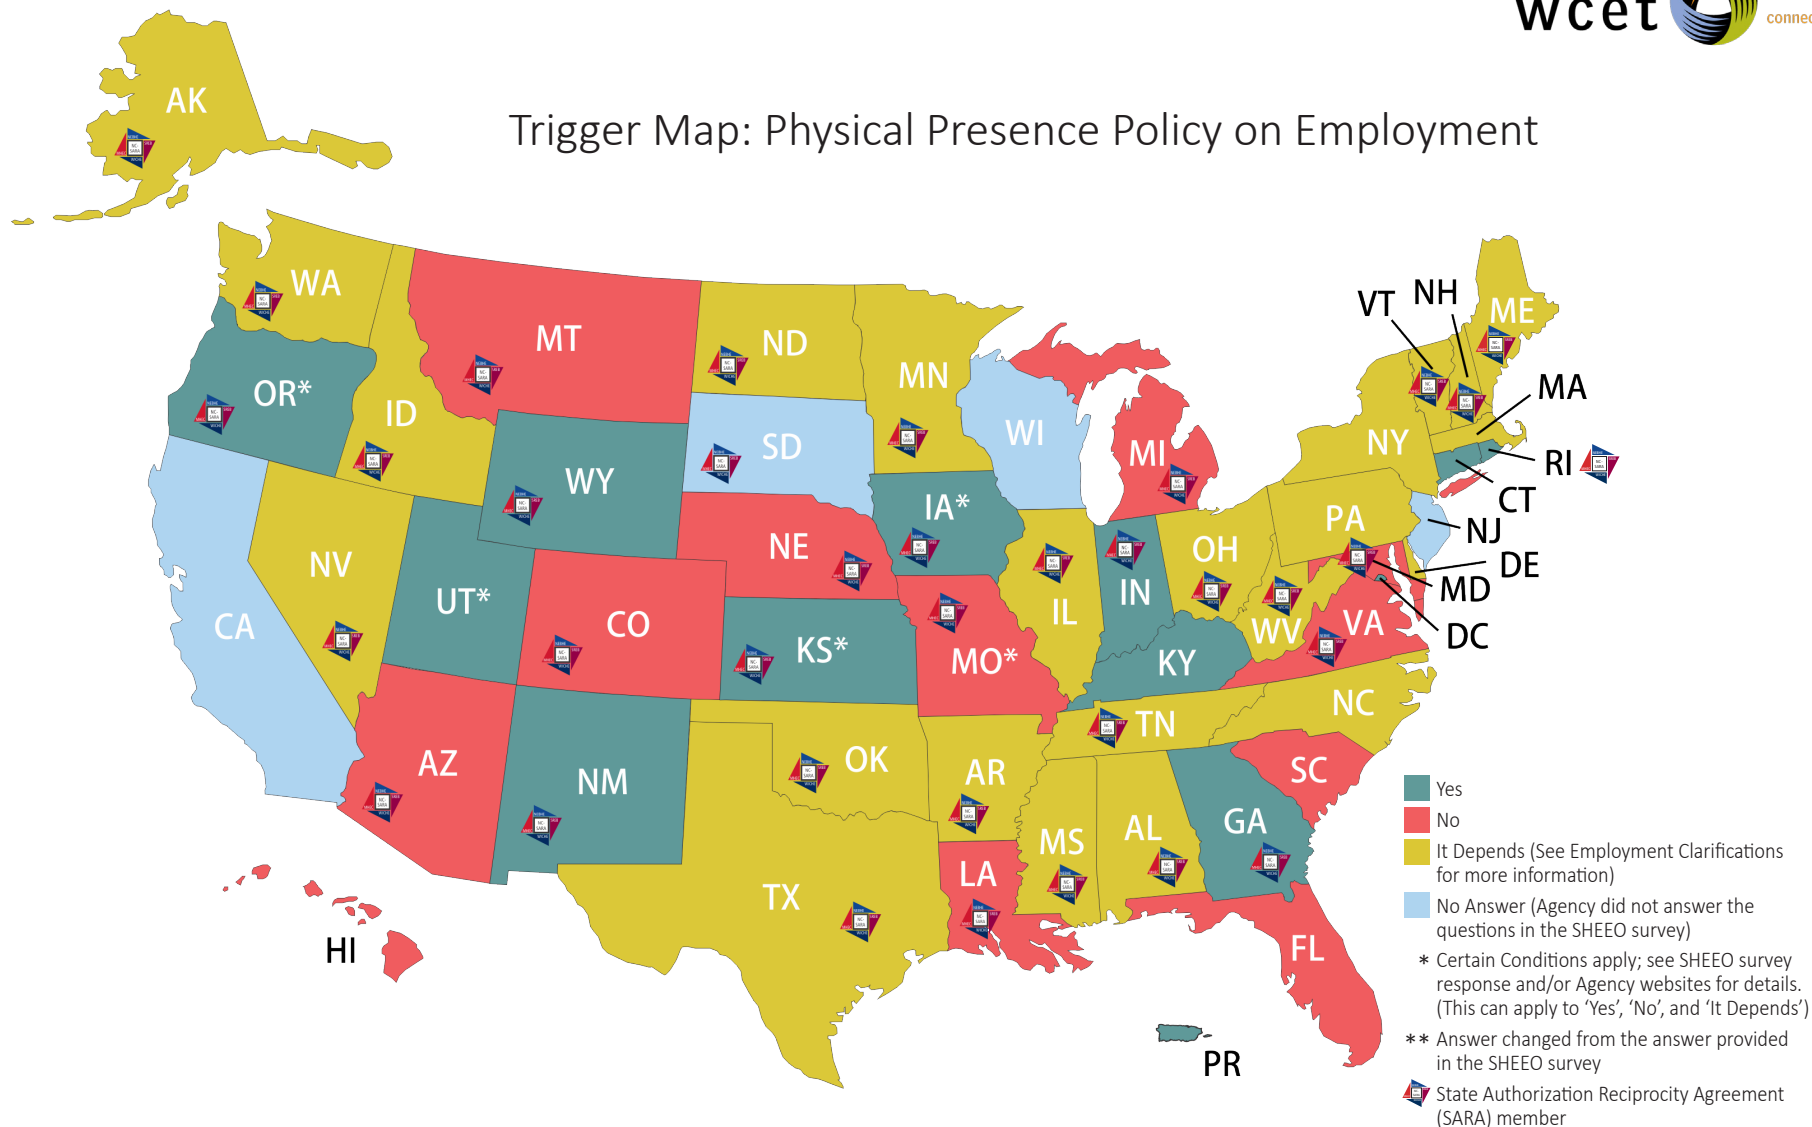 wcet
connec
Trigger Map: Physical Presence Policy on Employment
AK
WA
MT
ND
MN
VT
NH
ME
OR*
ID
MA
SD
WI
MI
NY
RI
WY
IA*
CT
NE
PA
NJ
NV
OH
DE
UT*
IN
MD
CA
CO
IL
WV
VA
DC
KS*
MO*
KY
NC
TN
AZ
NM
OK
AR
SC
MS
AL
GA
TX
LA
HI
FL
PR
Yes
No
It Depends (See Employment Clarifications
for more information)
No Answer (Agency did not answer the
questions in the SHEEO survey)
* Certain Conditions apply; see SHEEO survey
response and/or Agency websites for details.
(This can apply to ‘Yes’, ‘No’, and ‘It Depends’)
** Answer changed from the answer provided
in the SHEEO survey
State Authorization Reciprocity Agreement
(SARA) member